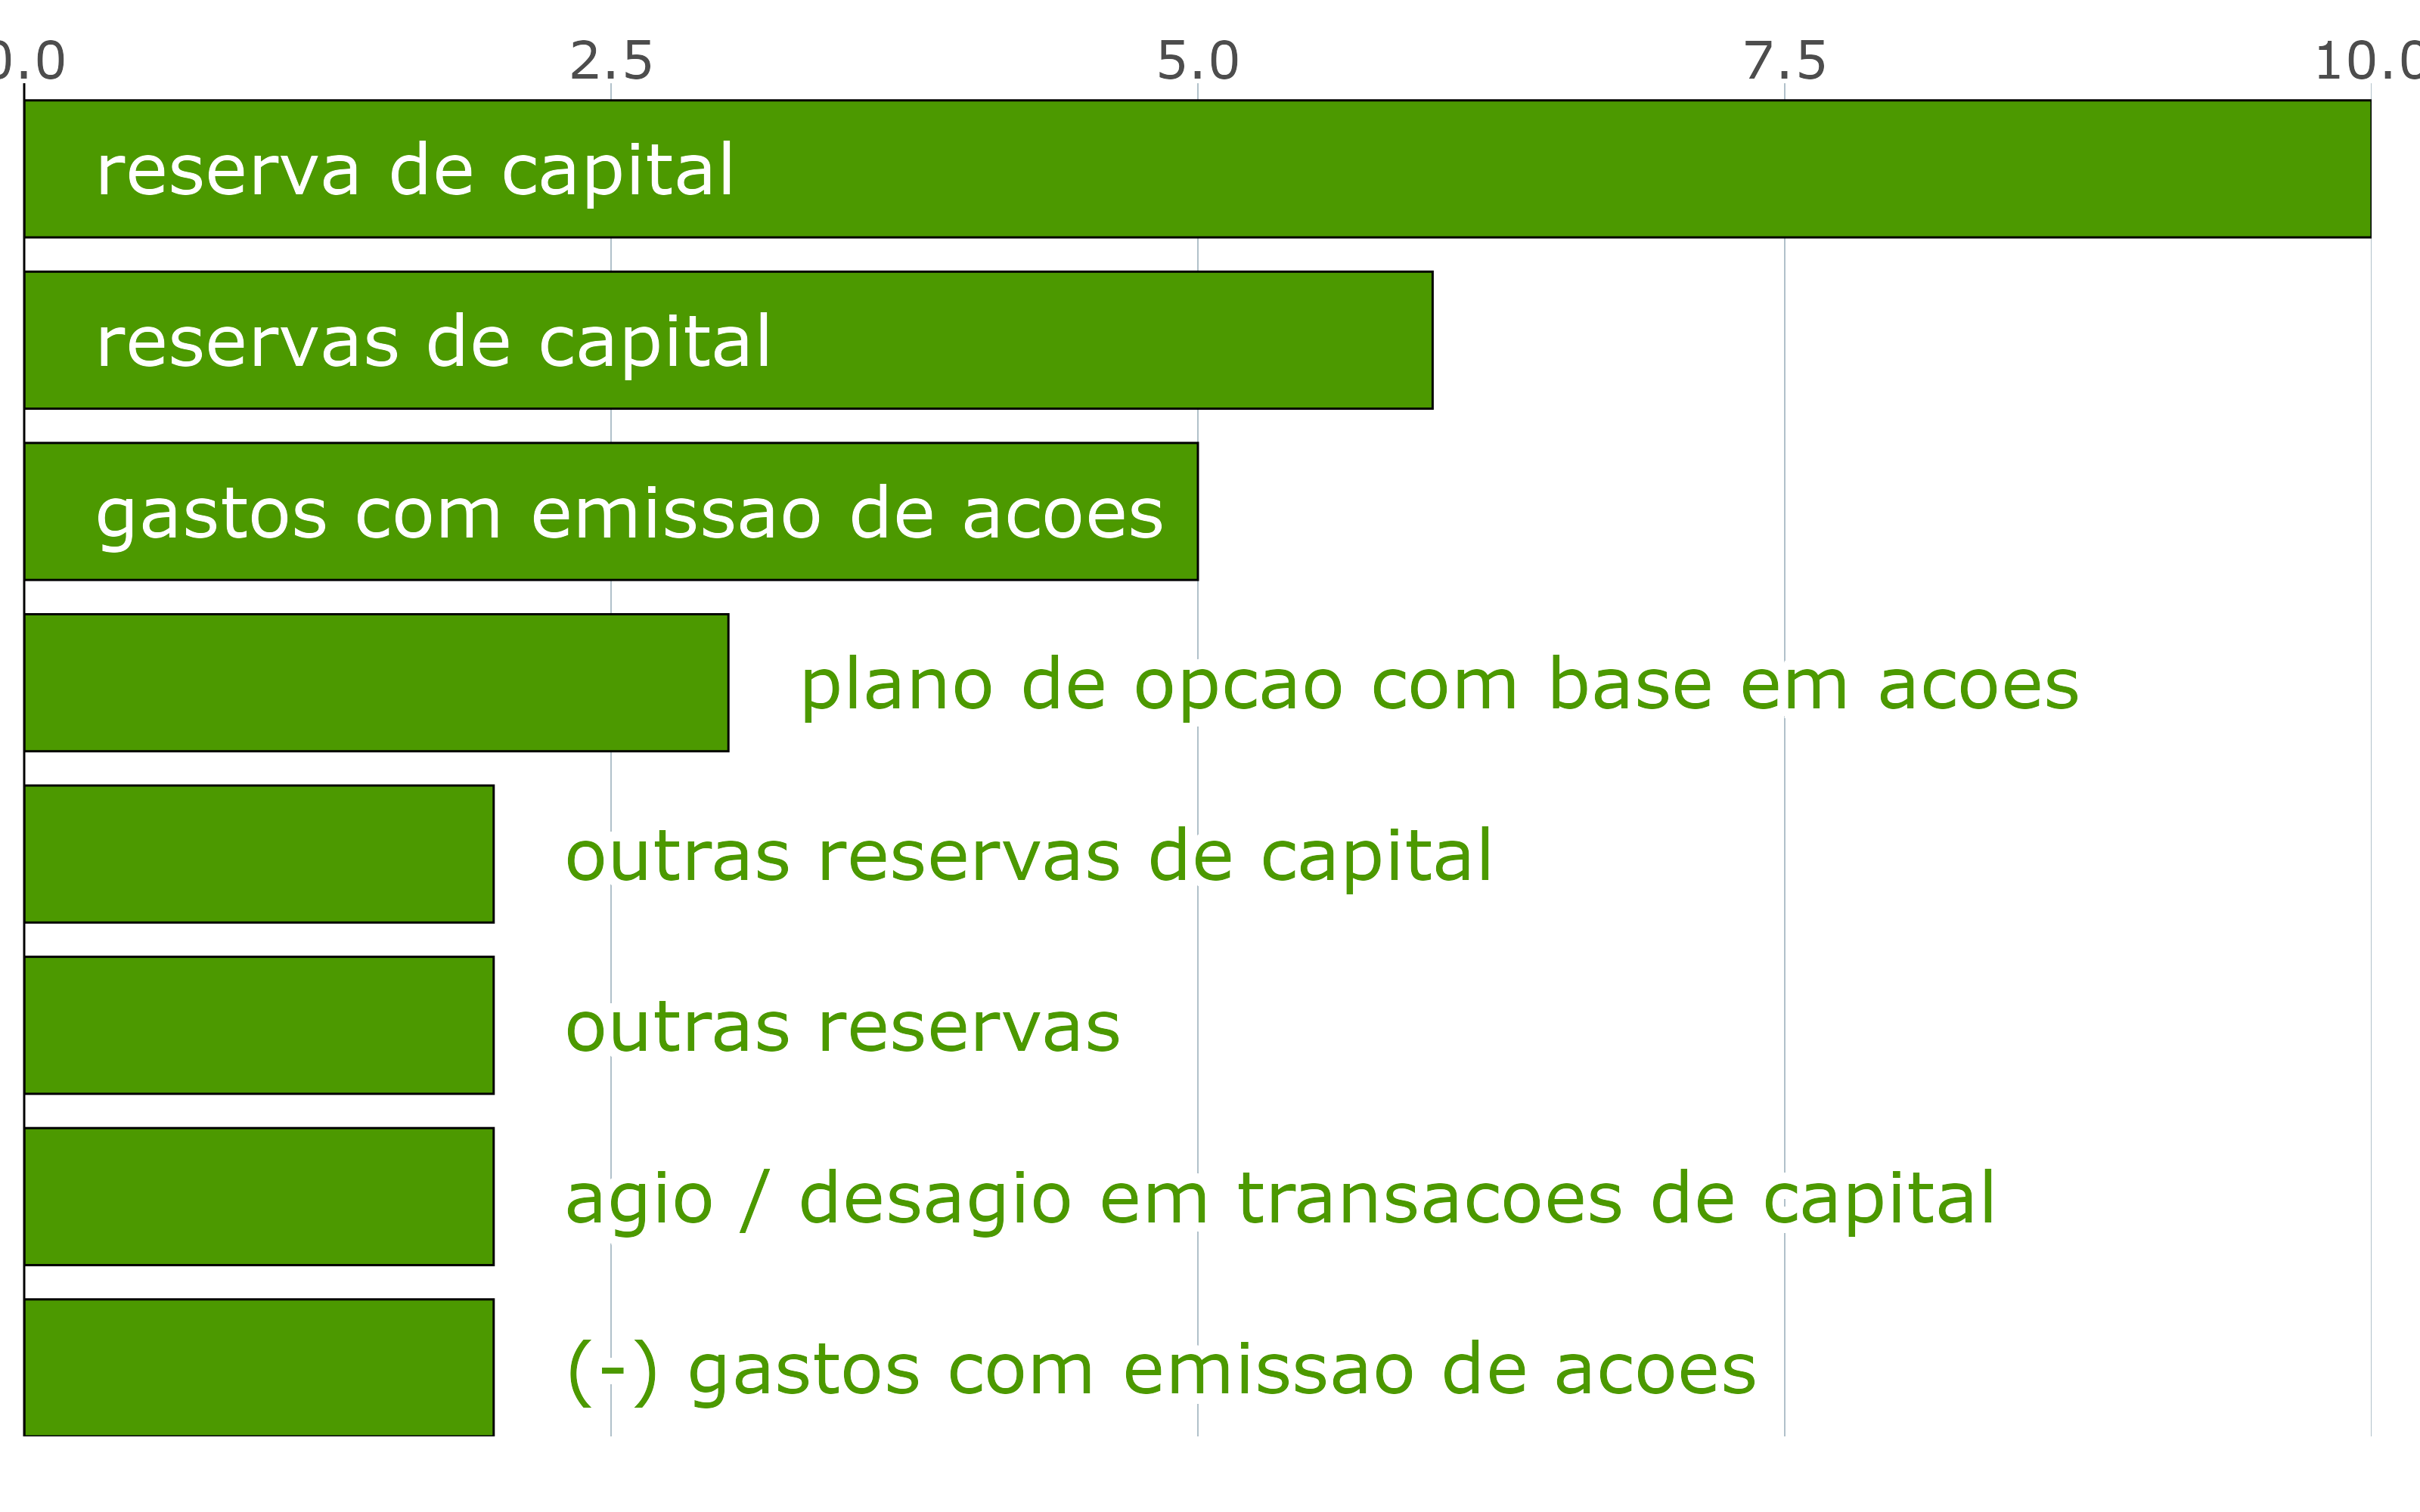 0.0 2.5 5.0 7.5 10.0
reserva de capital
reservas de capital
gastos com emissao de acoes
plano de opcao com base em acoes
outras reservas de capital
outras reservas
agio / desagio em transacoes de capital
(-) gastos com emissao de acoes